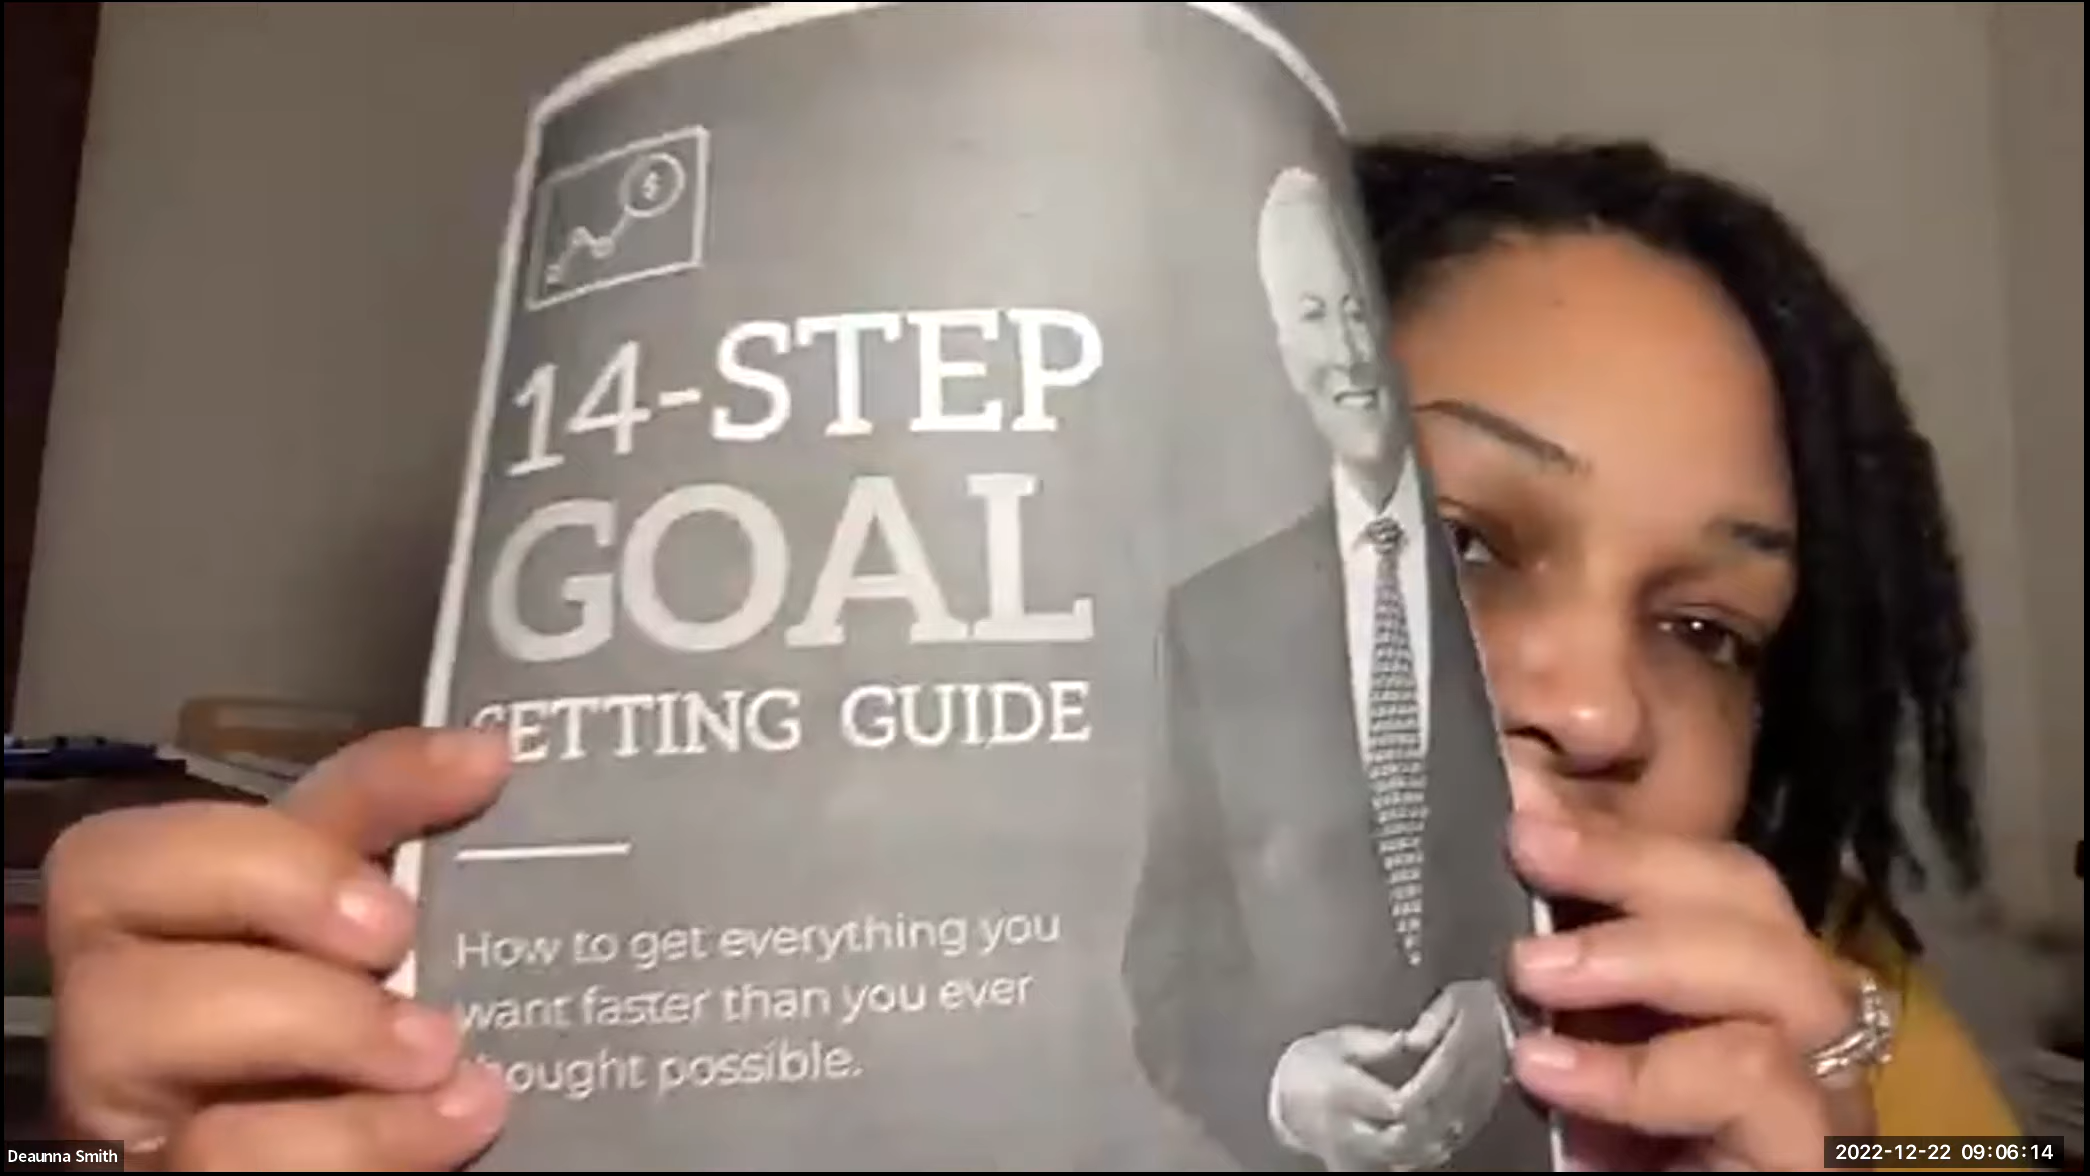 $
14-STEP
GOAL
SETTING GUIDE
How to get everything you
want faster than you ever
thought possible.
Deaunna Smith
2022-12-22 09:06:14